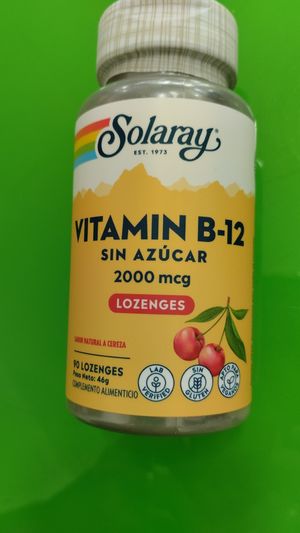 Solaray
EST. 1973
VITAMIN B-12
SIN AZÚCAR
2000 mcg
LOZENGES
SABOR NATURAL A CEREZA
90 LOZENGES
Peso Neto: 46g
COMPLEMENTO ALIMENTICIO
LAB VERIFIED
SIN GLUTEN